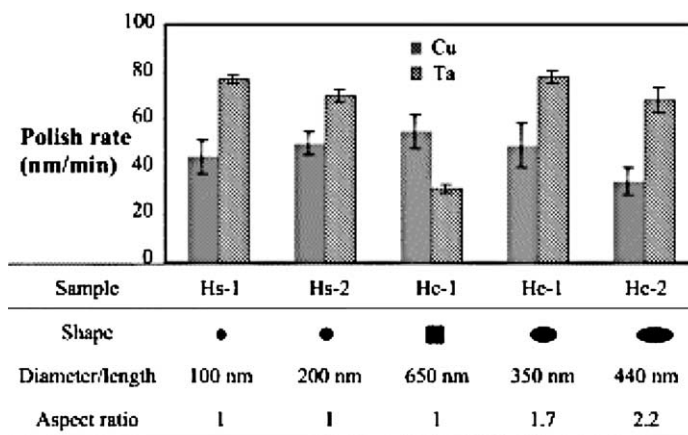 100
80
60
40
20
0
Polish rate
(nm/min)
Cu
Ta
Sample Hs-1 Hs-2 Hc-1 He-1 He-2
Shape
Diameter/length 100 nm 200 nm 650 nm 350 nm 440 nm
Aspect ratio 1 1 1 1.7 2.2